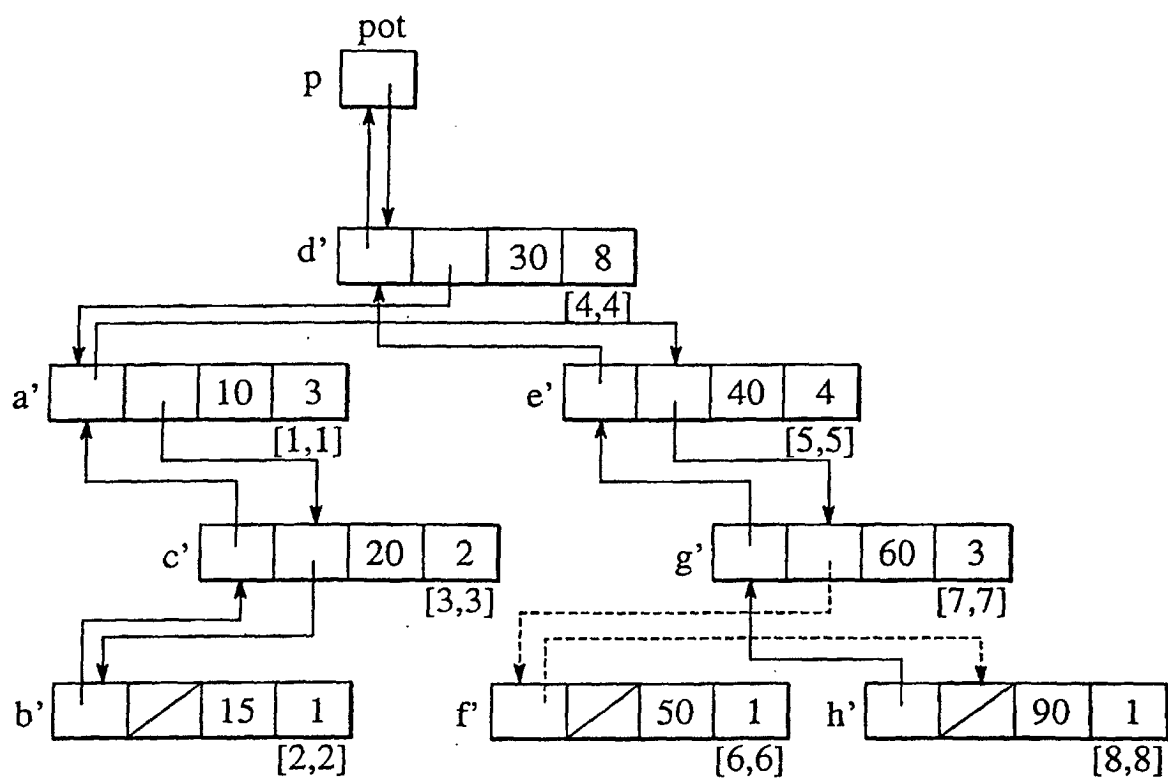 pot
p
d' 30 8
[4,4]
a' 10 3
[1,1]
e' 40 4
[5,5]
c' 20 2
[3,3]
g' 60 3
[7,7]
b' 15 1
[2,2]
f' 50 1
[6,6]
h' 90 1
[8,8]